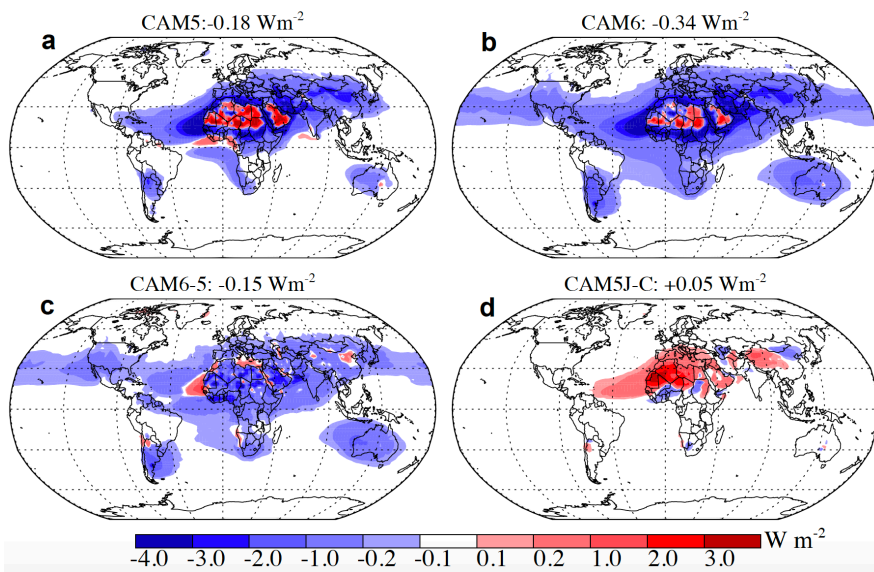 a CAM5:-0.18 Wm-2
b CAM6: -0.34 Wm-2
c CAM6-5: -0.15 Wm-2
d CAM5J-C: +0.05 Wm-2
-4.0 -3.0 -2.0 -1.0 -0.2 -0.1 0.1 0.2 1.0 2.0 3.0 W m-2